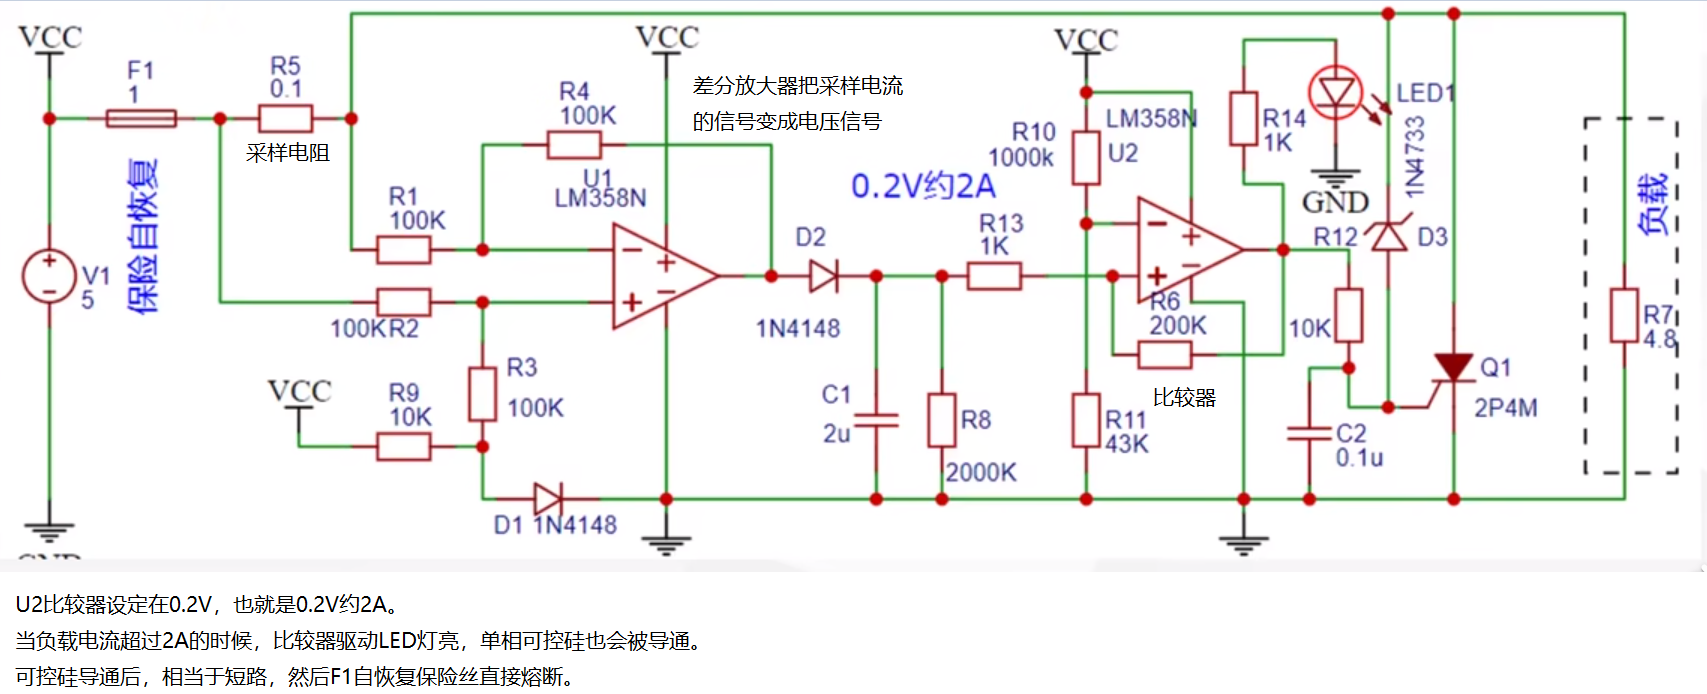 VCC
F1
1
R5
0.1
采样电阻
保险自恢复
V1
5
VCC
差分放大器把采样电流
的信号变成电压信号
R4
100K
U1
LM358N
R1
100K
100KR2
R3
100K
VCC
R9
10K
D1 1N4148
D2
1N4148
0.2V约2A
C1
2u
R8
2000K
R13
1K
VCC
R10
1000k
LM358N
U2
R6
200K
比较器
R11
43K
R14
1K
LED1
GND
1N4733
R12
10K
D3
C2
0.1u
Q1
2P4M
负载
R7
4.8
U2比较器设定在0.2V，也就是0.2V约2A。
当负载电流超过2A的时候，比较器驱动LED灯亮，单相可控硅也会被导通。
可控硅导通后，相当于短路，然后F1自恢复保险丝直接熔断。